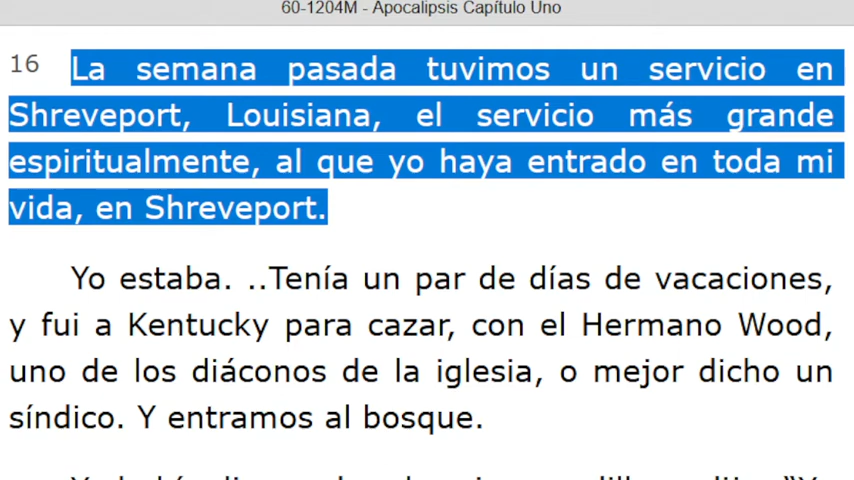 60-1204M - Apocalipsis Capítulo Uno
16 La semana pasada tuvimos un servicio en
Shreveport, Louisiana, el servicio más grande
espiritualmente, al que yo haya entrado en toda mi
vida, en Shreveport.
Yo estaba. ..Tenía un par de días de vacaciones,
y fui a Kentucky para cazar, con el Hermano Wood,
uno de los diáconos de la iglesia, o mejor dicho un
síndico. Y entramos al bosque.